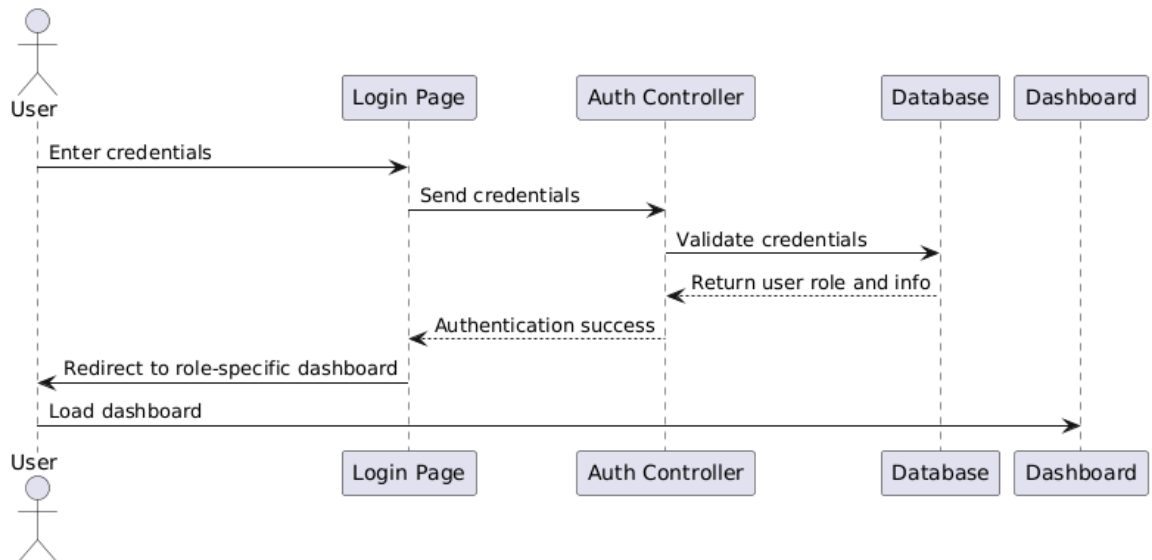 User
Login Page
Auth Controller
Database
Dashboard
Enter credentials
Send credentials
Validate credentials
Return user role and info
Authentication success
Redirect to role-specific dashboard
Load dashboard
User
Login Page
Auth Controller
Database
Dashboard